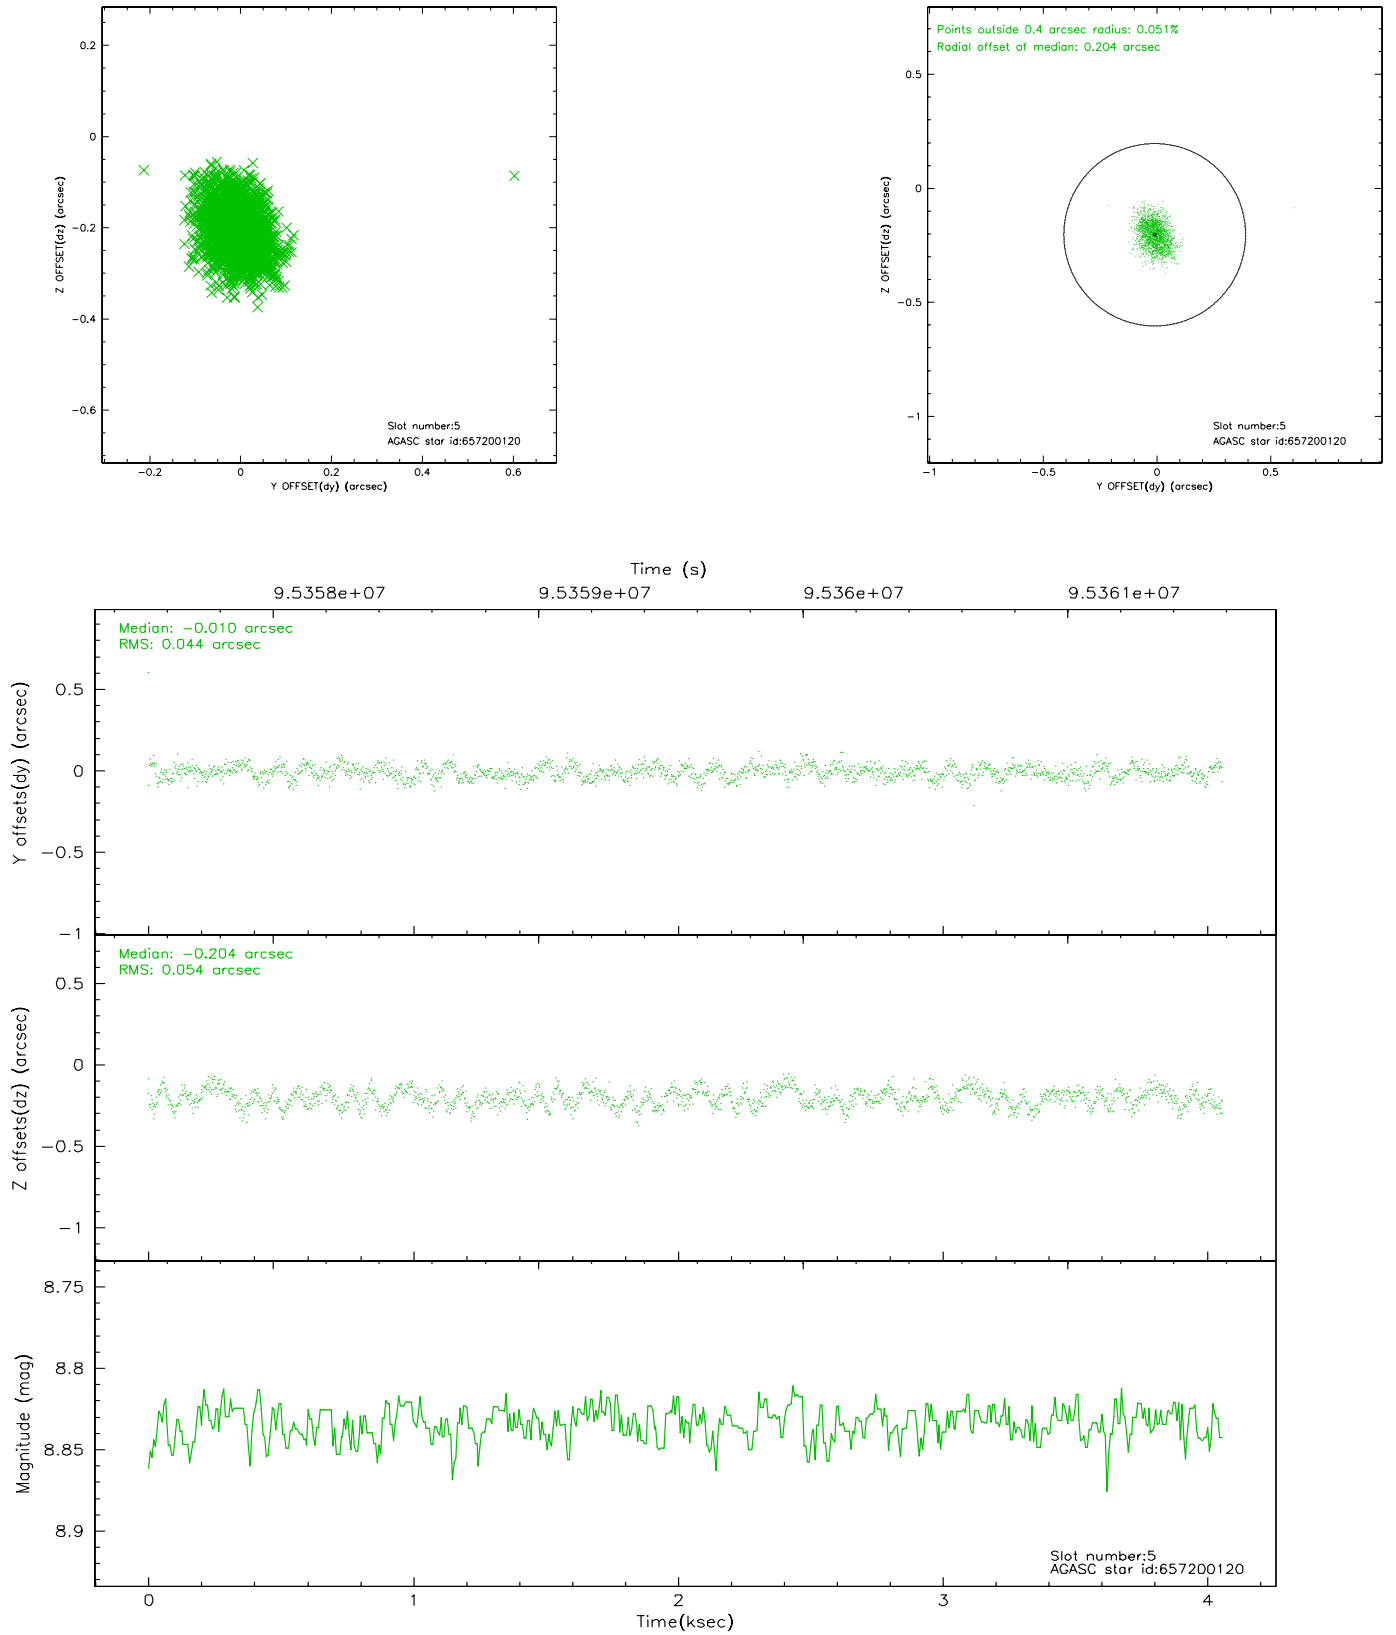 0.2
0
−0.2
−0.4
−0.6
−0.2
0
0.2
0.4
0.6
Z OFFSET(dz) (arcsec)
Y OFFSET(dy) (arcsec)
Slot number:5
AGASC star id:657200120
Points outside 0.4 arcsec radius: 0.051%
Radial offset of median: 0.204 arcsec
0.5
0
−0.5
−1
−1
−0.5
0
0.5
Z OFFSET(dz) (arcsec)
Y OFFSET(dy) (arcsec)
Slot number:5
AGASC star id:657200120
Time (s)
9.5358e+07
9.5359e+07
9.536e+07
9.5361e+07
Median: −0.010 arcsec
RMS: 0.044 arcsec
0.5
0
−0.5
−1
Y offsets(dy) (arcsec)
Median: −0.204 arcsec
RMS: 0.054 arcsec
0.5
0
−0.5
−1
Z offsets(dz) (arcsec)
8.75
8.8
8.85
8.9
Magnitude (mag)
Slot number:5
AGASC star id:657200120
0
1
2
3
4
Time(ksec)